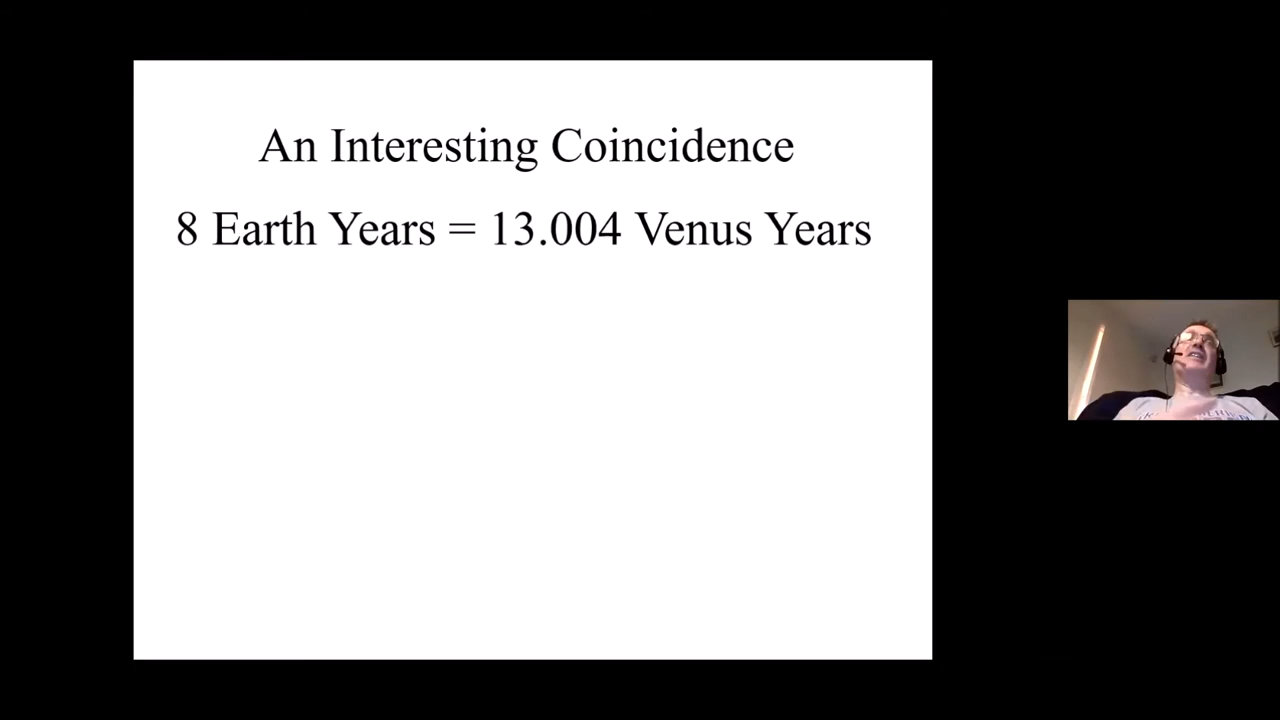 An Interesting Coincidence
8 Earth Years = 13.004 Venus Years